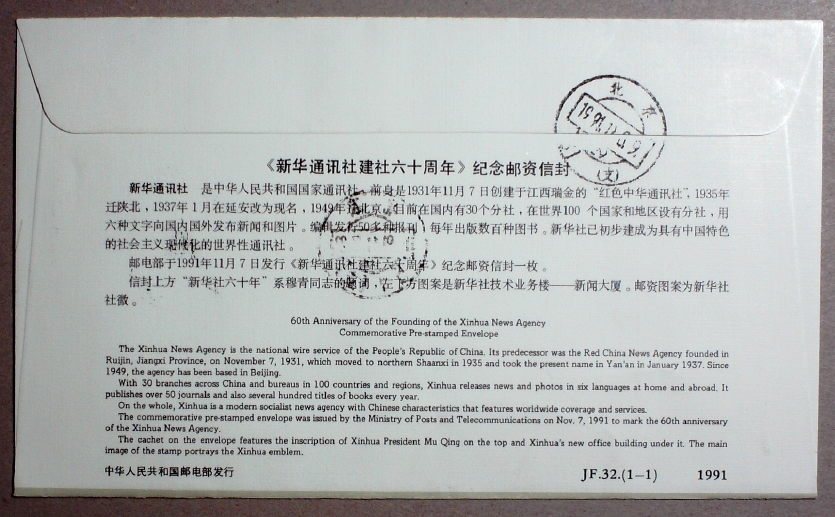 北京
(支)
《新华通讯社建社六十周年》纪念邮资信封
新华通讯社 是中华人民共和国国家通讯社,前身是1931年11月7日创建于江西瑞金的“红色中华通讯社”,1935年
迁陕北,1937年1月在延安改为现名,1949年迁北京。目前在国内有30个分社,在世界100个国家和地区设有分社,用
六种文字向国内国外发布新闻和图片。编辑发行50多种报刊,每年出版数百种图书。新华社已初步建成为具有中国特色
的社会主义现代化的世界性通讯社。
邮电部于1991年11月7日发行《新华通讯社建社六十周年》纪念邮资信封一枚。
信封上方“新华社六十年”系穆青同志的题词,左下方图案是新华社技术业务楼——新闻大厦。邮资图案为新华社
社徽。
60th Anniversary of the Founding of the Xinhua News Agency
Commemorative Pre-stamped Envelope
The Xinhua News Agency is the national wire service of the People's Republic of China. Its predecessor was the Red China News Agency founded in
Ruijin, Jiangxi Province, on November 7, 1931, which moved to northern Shaanxi in 1935 and took the present name in Yan'an in January 1937. Since
1949, the agency has been based in Beijing.
With 30 branches across China and bureaus in 100 countries and regions, Xinhua releases news and photos in six languages at home and abroad. It
publishes over 50 journals and also several hundred titles of books every year.
On the whole, Xinhua is a modern socialist news agency with Chinese characteristics that features worldwide coverage and services.
The commemorative pre-stamped envelope was issued by the Ministry of Posts and Telecommunications on Nov. 7, 1991 to mark the 60th anniversary
of the Xinhua News Agency.
The cachet on the envelope features the inscription of Xinhua President Mu Qing on the top and Xinhua's new office building under it. The main
image of the stamp portrays the Xinhua emblem.
中华人民共和国邮电部发行 JF.32.(1-1) 1991